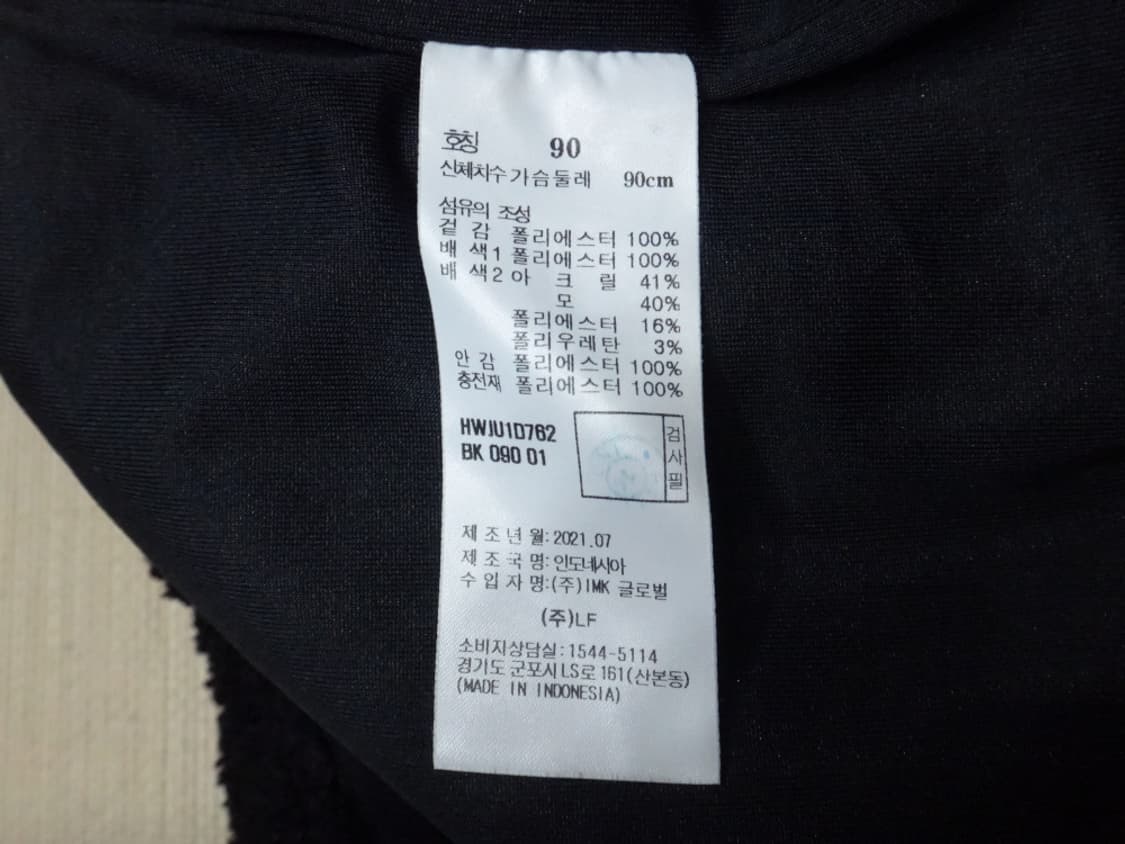 호칭 90
신체치수 가슴둘레 90cm
섬유의 조성
겉 감 폴리에스터 100%
배 색1 폴리에스터 100%
배 색2 아 크 릴 41%
모 40%
폴리에스터 16%
폴리우레탄 3%
안 감 폴리에스터 100%
충전재 폴리에스터 100%
HWJU1D762
BK 090 01
검사필
제 조 년 월: 2021.07
제 조 국 명: 인도네시아
수 입 자 명:(주)IMK 글로벌
(주)LF
소비자상담실: 1544-5114
경기도 군포시 LS로 161(산본동)
(MADE IN INDONESIA)